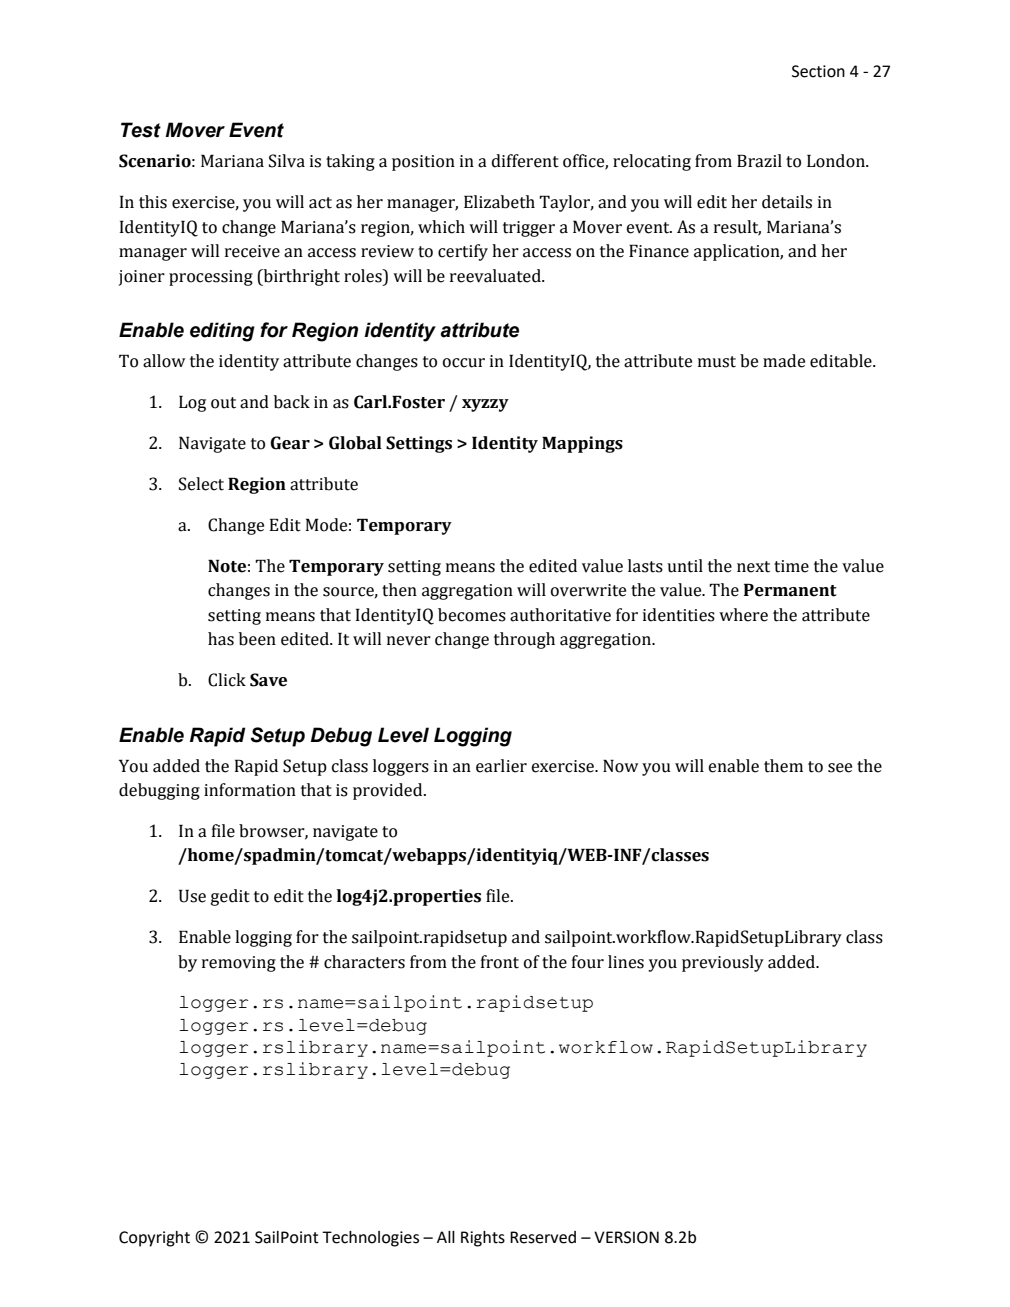 Section 4 - 27
Test Mover Event
Scenario: Mariana Silva is taking a position in a different office, relocating from Brazil to London.
In this exercise, you will act as her manager, Elizabeth Taylor, and you will edit her details in
IdentityIQ to change Mariana’s region, which will trigger a Mover event. As a result, Mariana’s
manager will receive an access review to certify her access on the Finance application, and her
joiner processing (birthright roles) will be reevaluated.
Enable editing for Region identity attribute
To allow the identity attribute changes to occur in IdentityIQ, the attribute must be made editable.
1. Log out and back in as Carl.Foster / xyzzy
2. Navigate to Gear > Global Settings > Identity Mappings
3. Select Region attribute
a. Change Edit Mode: Temporary
Note: The Temporary setting means the edited value lasts until the next time the value
changes in the source, then aggregation will overwrite the value. The Permanent
setting means that IdentityIQ becomes authoritative for identities where the attribute
has been edited. It will never change through aggregation.
b. Click Save
Enable Rapid Setup Debug Level Logging
You added the Rapid Setup class loggers in an earlier exercise. Now you will enable them to see the
debugging information that is provided.
1. In a file browser, navigate to
/home/spadmin/tomcat/webapps/identityiq/WEB-INF/classes
2. Use gedit to edit the log4j2.properties file.
3. Enable logging for the sailpoint.rapidsetup and sailpoint.workflow.RapidSetupLibrary class
by removing the # characters from the front of the four lines you previously added.
logger.rs.name=sailpoint.rapidsetup
logger.rs.level=debug
logger.rslibrary.name=sailpoint.workflow.RapidSetupLibrary
logger.rslibrary.level=debug
Copyright © 2021 SailPoint Technologies – All Rights Reserved – VERSION 8.2b